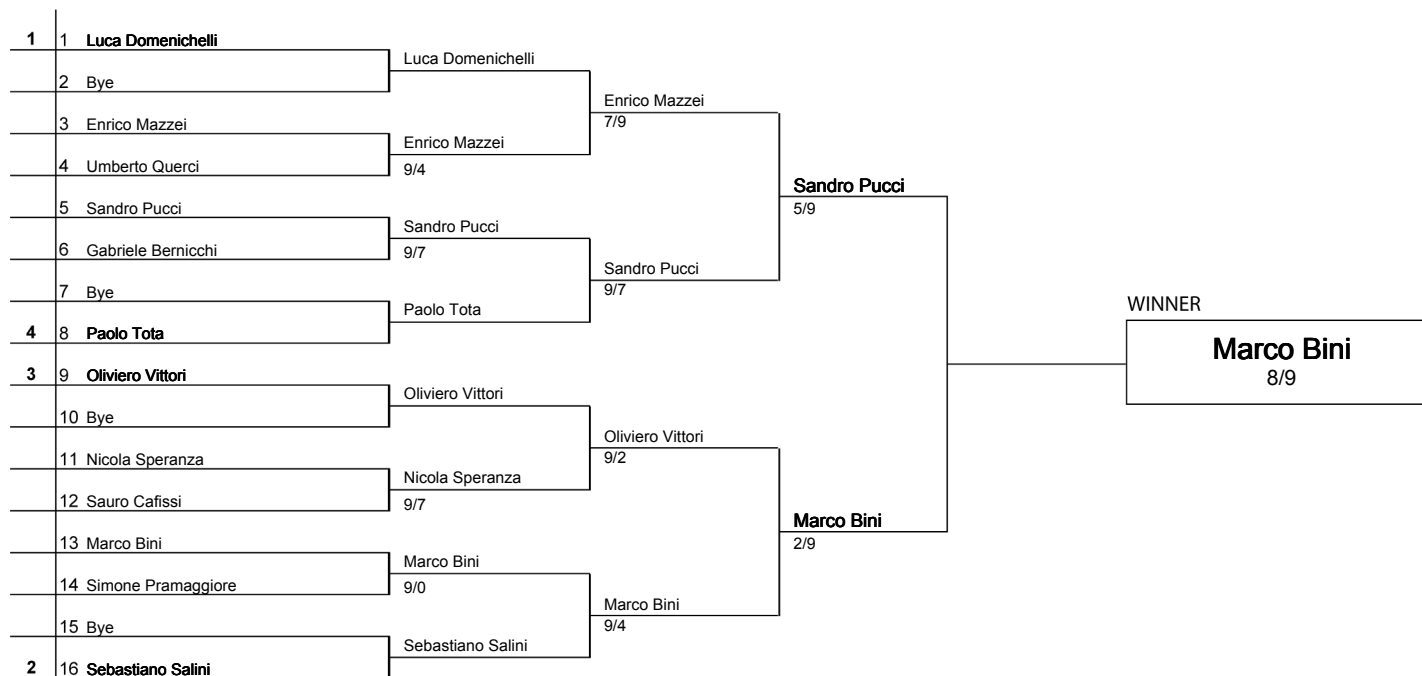 1 1 Luca Domenichelli
2 Bye
3 Enrico Mazzei
4 Umberto Querci
5 Sandro Pucci
6 Gabriele Bernicchi
7 Bye
4 8 Paolo Tota
3 9 Oliviero Vittori
10 Bye
11 Nicola Speranza
12 Sauro Cafissi
13 Marco Bini
14 Simone Pramaggiore
15 Bye
2 16 Sebastiano Salini
Luca Domenichelli
Enrico Mazzei
9/4
Sandro Pucci
9/7
Paolo Tota
Oliviero Vittori
Nicola Speranza
9/7
Marco Bini
9/0
Sebastiano Salini
Enrico Mazzei
7/9
Sandro Pucci
9/7
Oliviero Vittori
9/2
Marco Bini
9/4
Sandro Pucci
5/9
Marco Bini
2/9
WINNER
Marco Bini
8/9